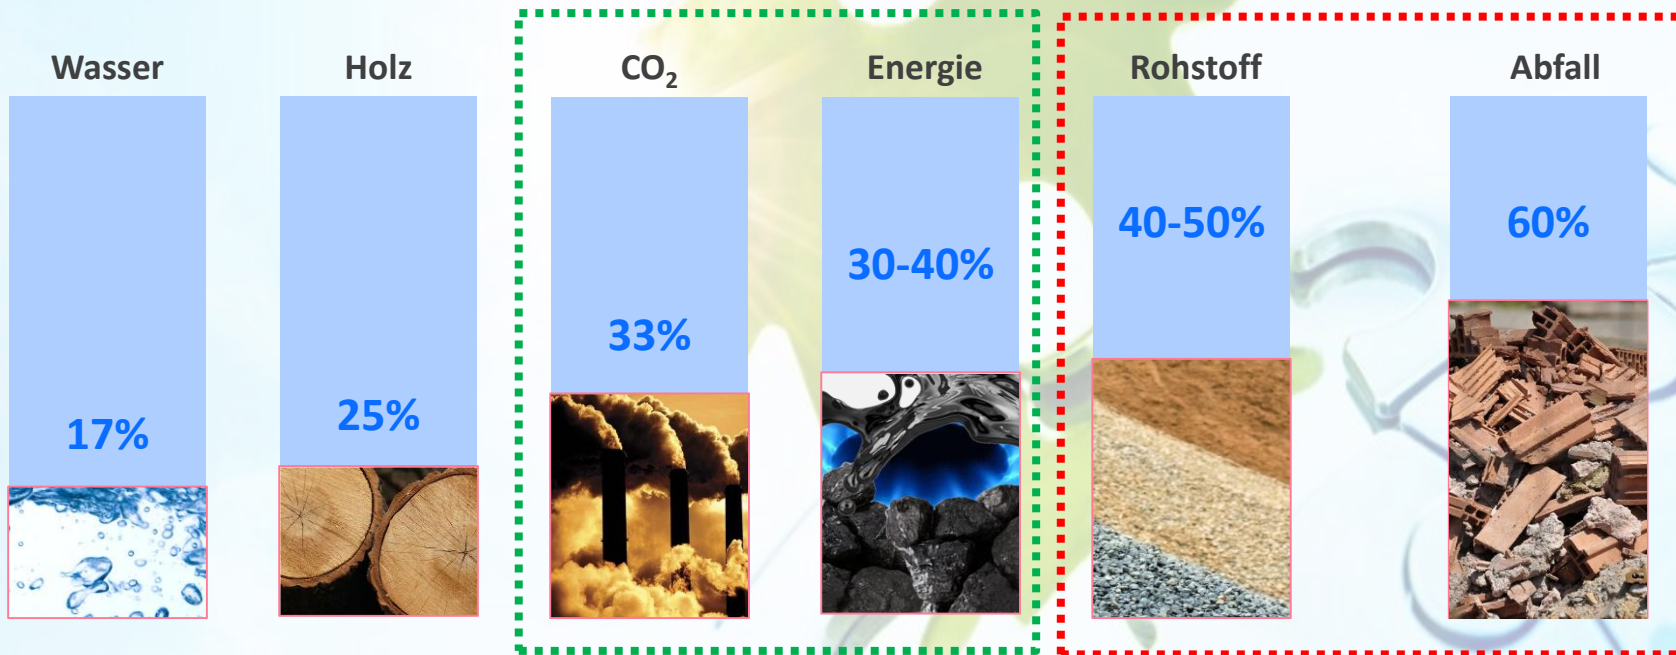 Wasser
Holz
CO₂
Energie
Rohstoff
Abfall
17%
25%
33%
30-40%
40-50%
60%